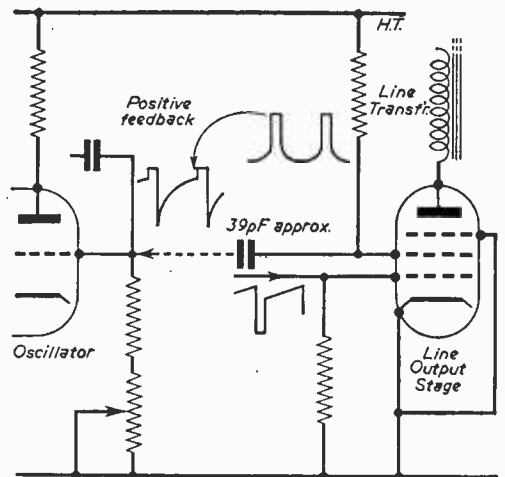 H.T.
Line
Transfr.
Positive
feedback
39pF approx.
Oscillator
Line
Output
Stage